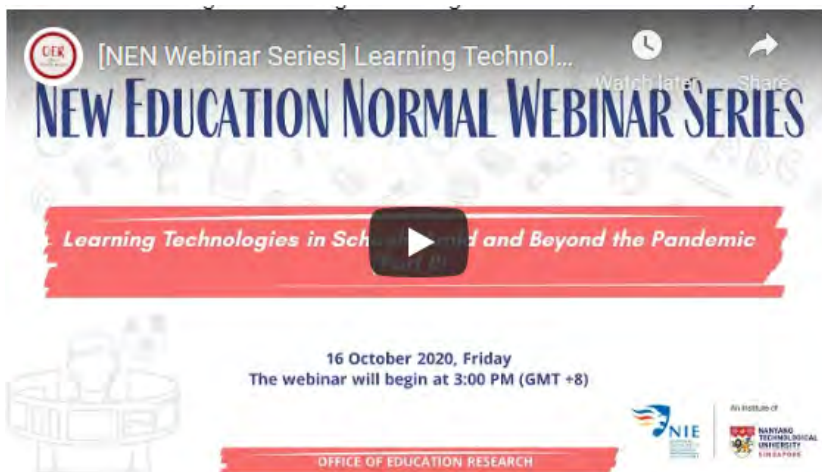 OER
[NEN Webinar Series] Learning Technol...
Watch later
Share
NEW EDUCATION NORMAL WEBINAR SERIES
ABC
Learning Technologies in Sch and Beyond the Pandemic
16 October 2020, Friday
The webinar will begin at 3:00 PM (GMT +8)
NIE
An Institute of
NANYANG
TECHNOLOGICAL
UNIVERSITY
SINGAPORE
OFFICE OF EDUCATION RESEARCH